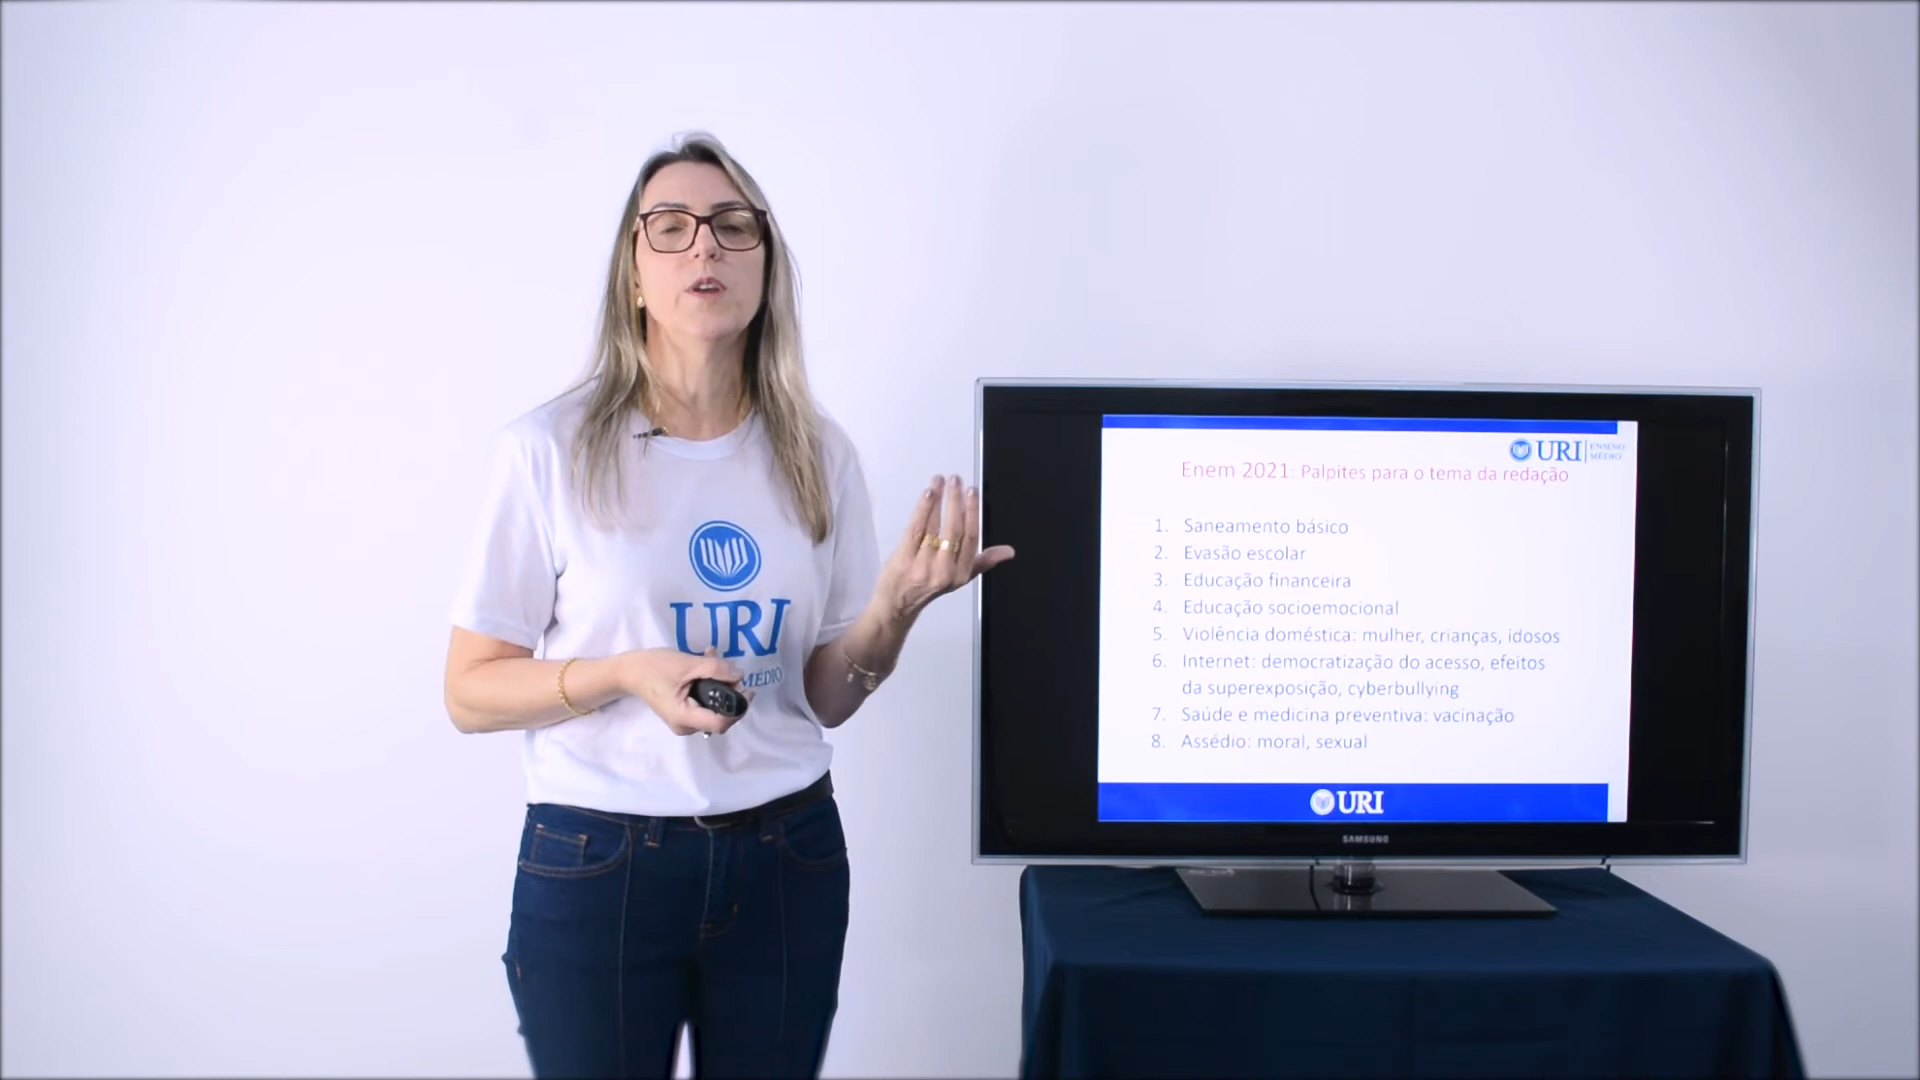 URI
MÉDIO
URI ENSINO
MÉDIO
Enem 2021: Palpites para o tema da redação
1. Saneamento básico
2. Evasão escolar
3. Educação financeira
4. Educação socioemocional
5. Violência doméstica: mulher, crianças, idosos
6. Internet: democratização do acesso, efeitos
da superexposição, cyberbullying
7. Saúde e medicina preventiva: vacinação
8. Assédio: moral, sexual
URI
SAMSUNG